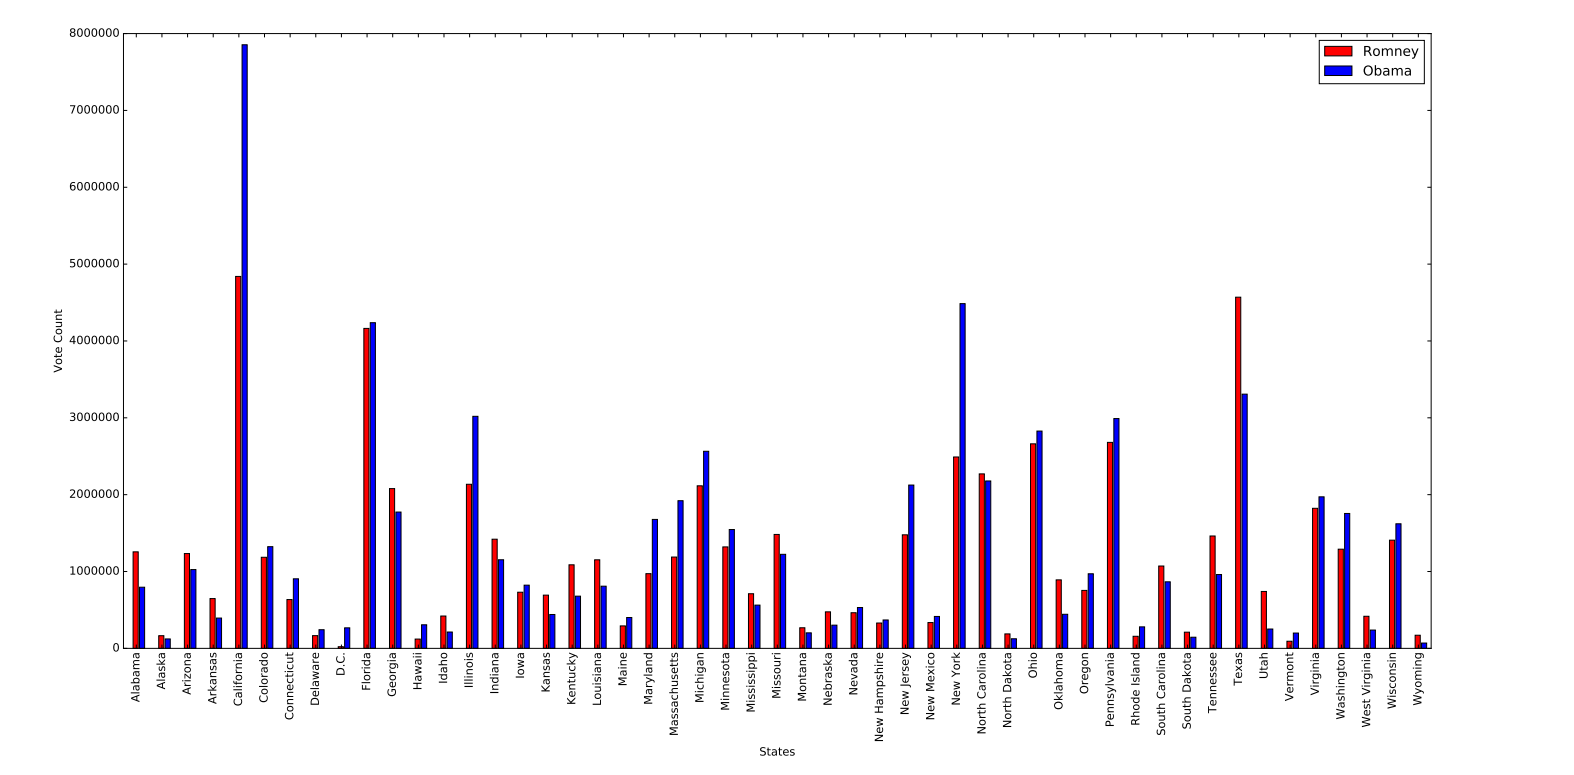 8000000
7000000
6000000
5000000
4000000
3000000
2000000
1000000
0
Vote Count
Romney
Obama
Alabama
Alaska
Arizona
Arkansas
California
Colorado
Connecticut
Delaware
D.C.
Florida
Georgia
Hawaii
Idaho
Illinois
Indiana
Iowa
Kansas
Kentucky
Louisiana
Maine
Maryland
Massachusetts
Michigan
Minnesota
Mississippi
Missouri
Montana
Nebraska
Nevada
New Hampshire
New Jersey
New Mexico
New York
North Carolina
North Dakota
Ohio
Oklahoma
Oregon
Pennsylvania
Rhode Island
South Carolina
South Dakota
Tennessee
Texas
Utah
Vermont
Virginia
Washington
West Virginia
Wisconsin
Wyoming
States